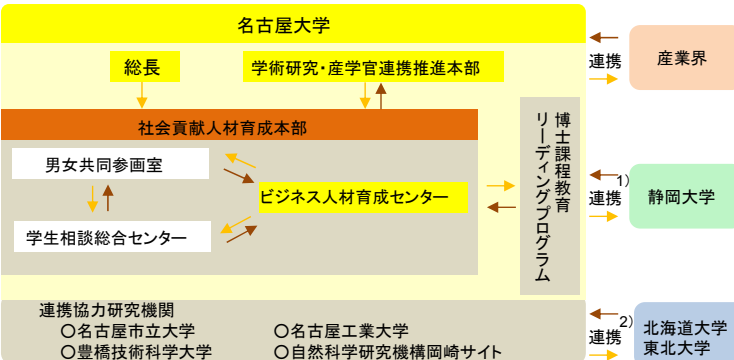 名古屋大学
総長
学術研究・産学官連携推進本部
社会貢献人材育成本部
男女共同参画室
ビジネス人材育成センター
学生相談総合センター
博士課程教育
リーディングプログラム
連携
産業界
1)
連携
静岡大学
2)
連携
北海道大学
東北大学
連携協力研究機関
〇名古屋市立大学
〇名古屋工業大学
〇豊橋技術科学大学
〇自然科学研究機構岡崎サイト